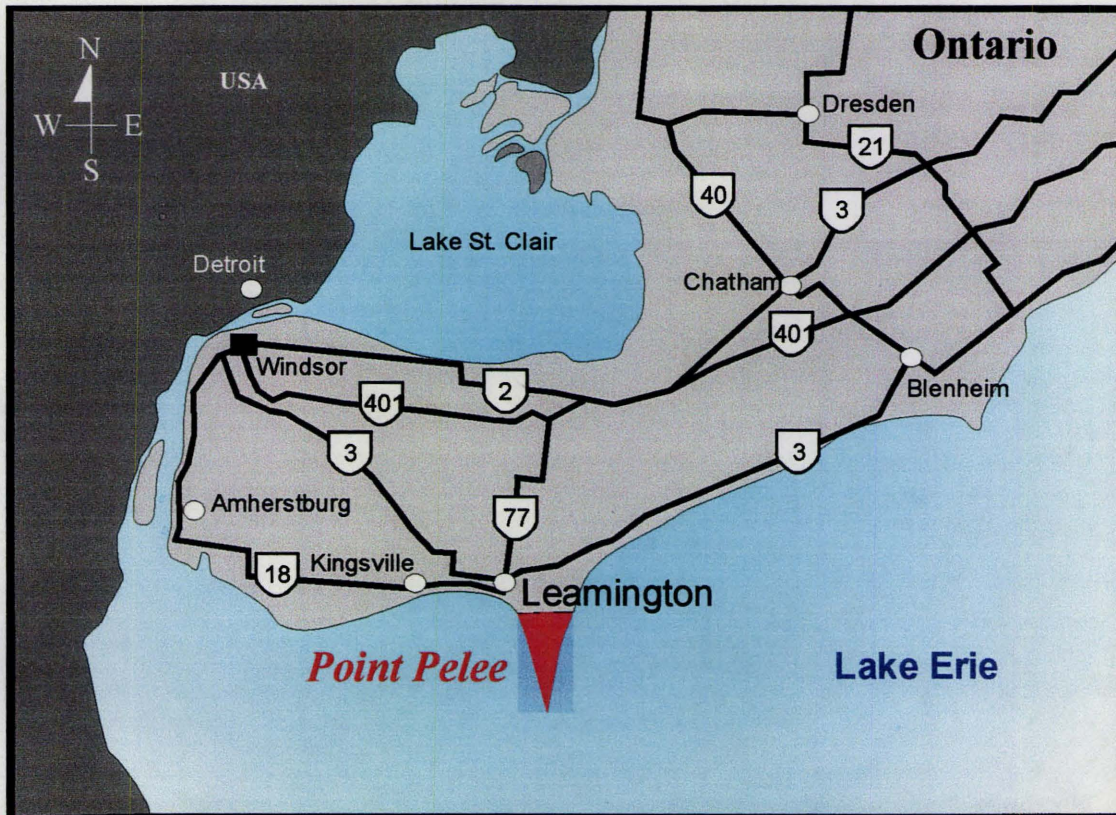 N
W E
S
USA
Ontario
Dresden
21
40
3
Lake St. Clair
Detroit
Chatham
401
Windsor
2
Blenheim
401
3
3
Amherstburg
77
Kingsville
18
Leamington
Point Pelee
Lake Erie